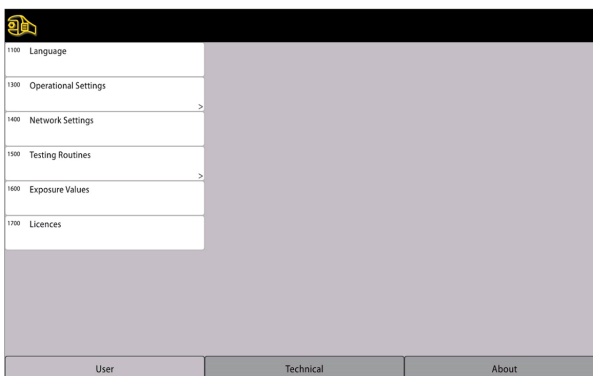 1100 Language
1300 Operational Settings
>
1400 Network Settings
1500 Testing Routines
>
1600 Exposure Values
1700 Licences
User Technical About